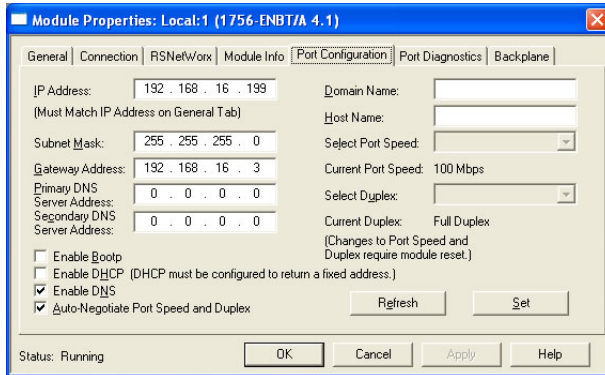 Module Properties: Local:1 (1756-ENBT/A 4.1)
General Connection RSNetWorx Module Info Port Configuration Port Diagnostics Backplane
IP Address: 192 . 168 . 16 . 199
(Must Match IP Address on General Tab)
Subnet Mask: 255 . 255 . 255 . 0
Gateway Address: 192 . 168 . 16 . 3
Primary DNS
Server Address: 0 . 0 . 0 . 0
Secondary DNS
Server Address: 0 . 0 . 0 . 0
Domain Name:
Host Name:
Select Port Speed:
Current Port Speed: 100 Mbps
Select Duplex:
Current Duplex: Full Duplex
(Changes to Port Speed and
Duplex require module reset.)
Enable Bootp
Enable DHCP (DHCP must be configured to return a fixed address.)
Enable DNS
Auto-Negotiate Port Speed and Duplex
Refresh Set
Status: Running
OK Cancel Apply Help